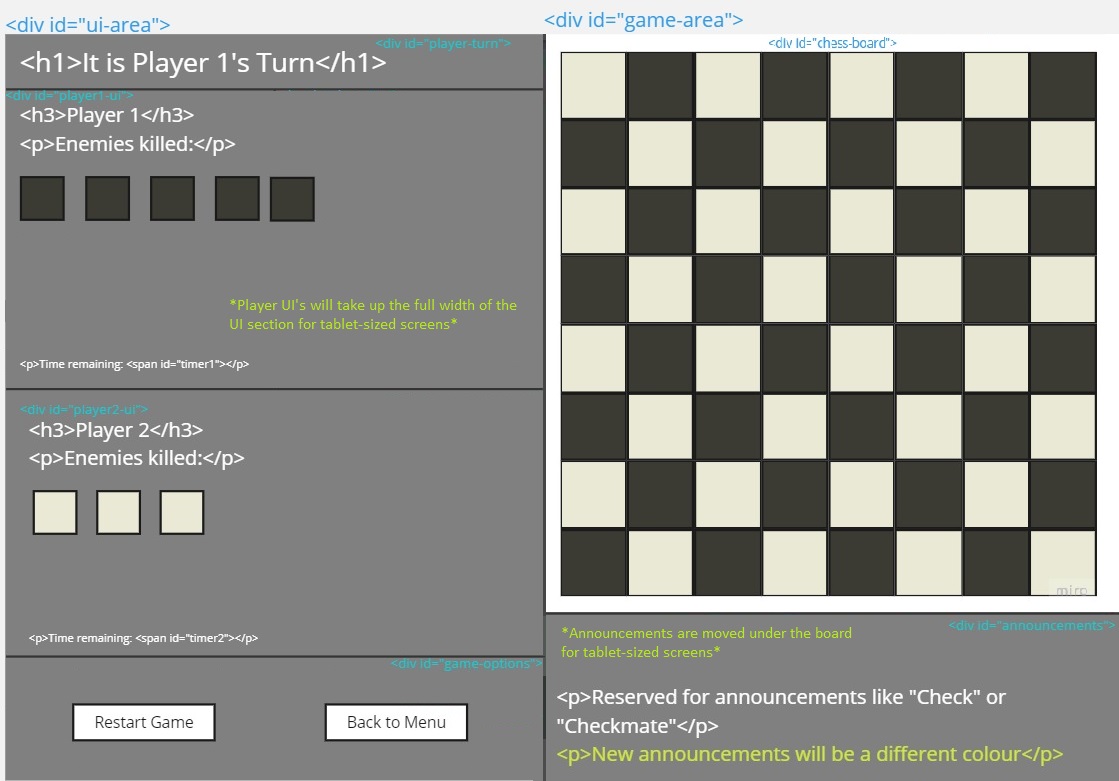 <div id="ui-area">
<div id="player-turn">
<h1>It is Player 1's Turn</h1>
<div id="player1-ui">
<h3>Player 1</h3>
<p>Enemies killed:</p>
*Player UI's will take up the full width of the
UI section for tablet-sized screens*
<p>Time remaining: <span id="timer1"></p>
<div id="player2-ui">
<h3>Player 2</h3>
<p>Enemies killed:</p>
<p>Time remaining: <span id="timer2"></p>
<div id="game-options">
Restart Game
Back to Menu
<div id="game-area">
<div id="chess-board">
miro
*Announcements are moved under the board
for tablet-sized screens*
<div id="announcements">
<p>Reserved for announcements like "Check" or
"Checkmate"</p>
<p>New announcements will be a different colour</p>